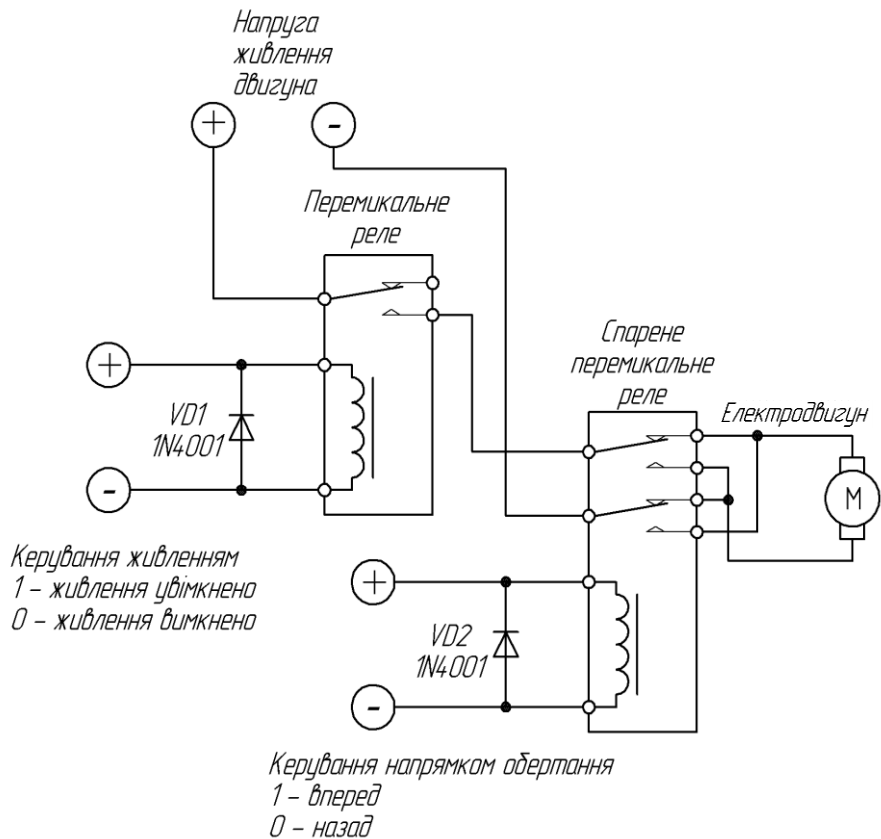 Напруга
живлення
двигуна
+
-
Перемикальне
реле
+
VD1
1N4001
-
Керування живленням
1 - живлення увімкнено
0 - живлення вимкнено
Спарене
перемикальне
реле
Електродвигун
М
+
VD2
1N4001
-
Керування напрямком обертання
1 - вперед
0 - назад